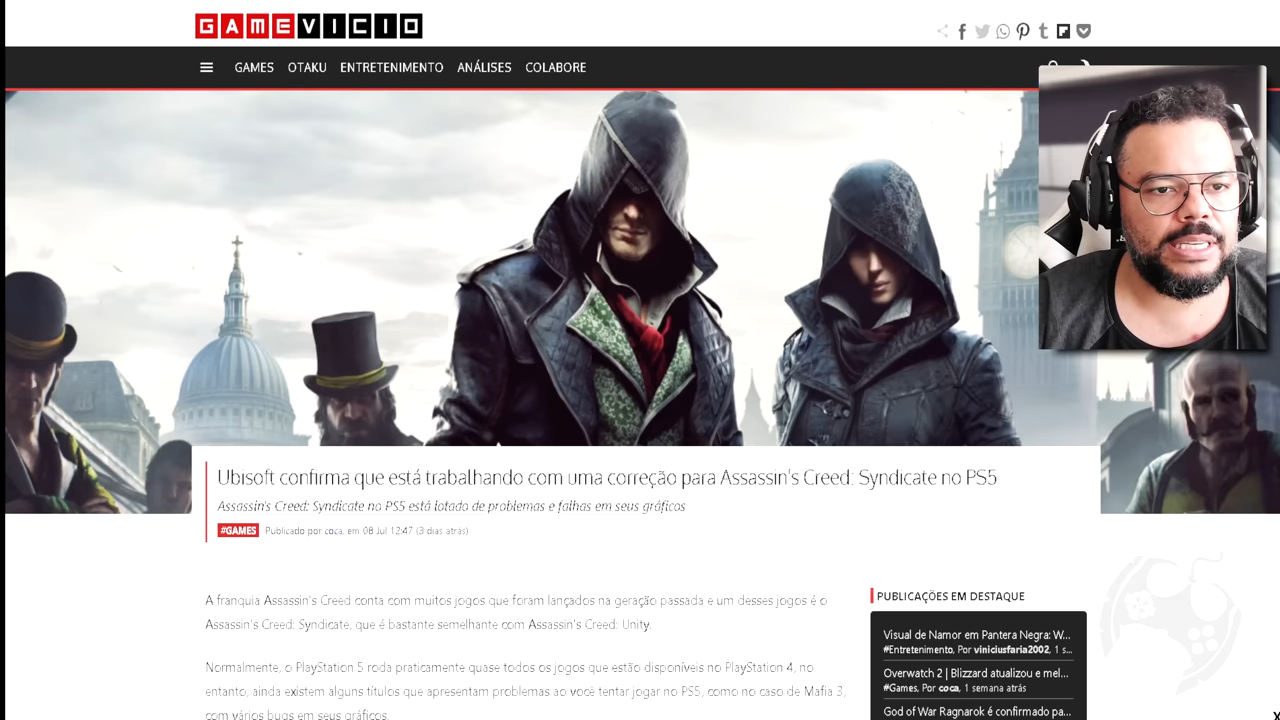 GAMEVICIO
GAMES OTAKU ENTRETENIMENTO ANÁLISES COLABORE
Ubisoft confirma que está trabalhando com uma correção para Assassin's Creed: Syndicate no PS5
Assassin's Creed: Syndicate no PS5 está lotado de problemas e falhas em seus gráficos
#GAMES Publicado por coca, em 08 Jul 12:47 (3 dias atrás)
A franquia Assassin's Creed conta com muitos jogos que foram lançados na geração passada e um desses jogos é o
Assassin's Creed: Syndicate, que é bastante semelhante com Assassin's Creed: Unity.
Normalmente, o PlayStation 5 roda praticamente quase todos os jogos que estão disponíveis no PlayStation 4, no
entanto, ainda existem alguns títulos que apresentam problemas ao você tentar jogar no PS5, como no caso de Mafia 3,
com vários bugs em seus gráficos.
PUBLICAÇÕES EM DESTAQUE
Visual de Namor em Pantera Negra: W...
#Entretenimento, Por viniciusfaria2002, 1 s...
Overwatch 2 | Blizzard atualizou e mel...
#Games, Por coca, 1 semana atrás
God of War Ragnarok é confirmado pa...